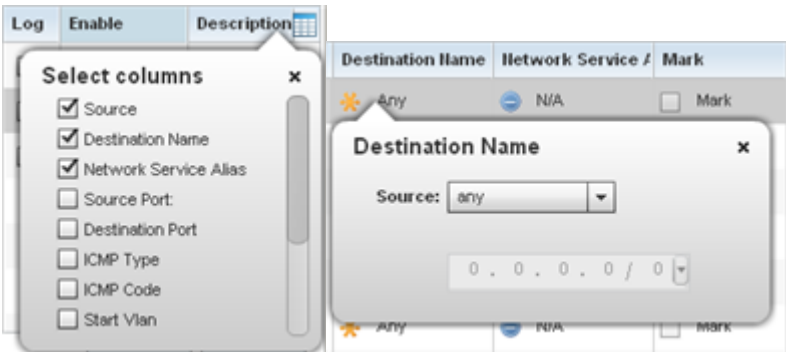 Log Enable Description
Select columns
Source
Destination Name
Network Service Alias
Source Port:
Destination Port
ICMP Type
ICMP Code
Start Vlan
Destination Name Network Service A Mark
Any N/A Mark
Destination Name
Source: any
0 . 0 . 0 . 0 / 0
Any N/A Mark